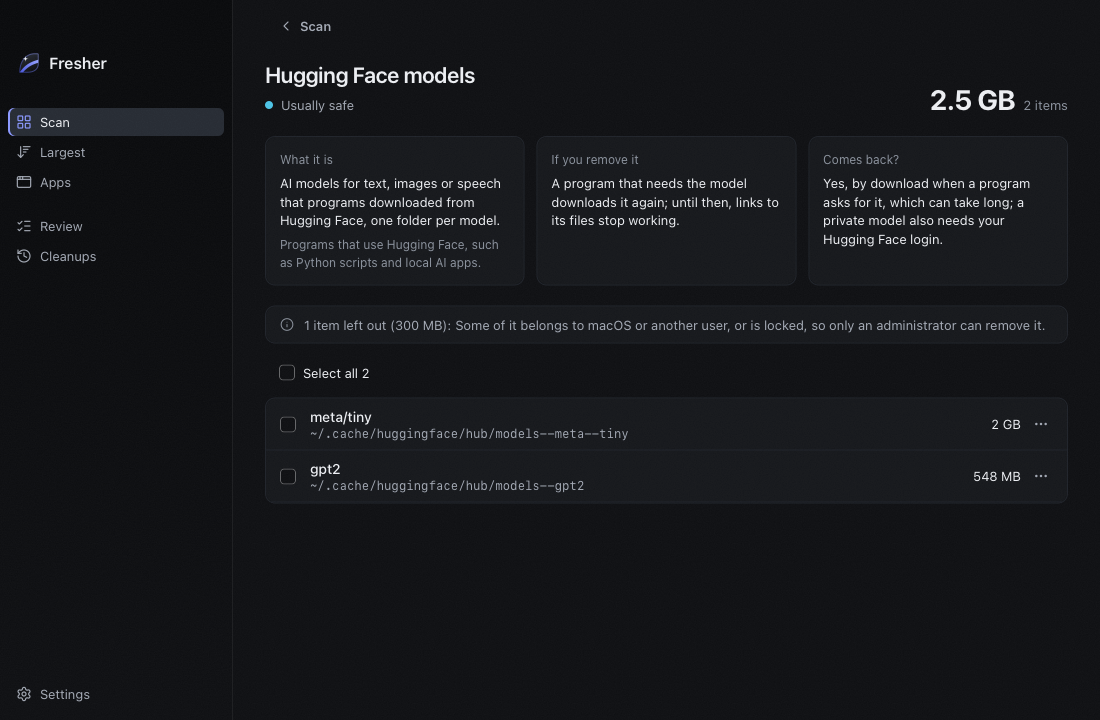 Scan
Fresher
Scan
Largest
Apps
Review
Cleanups
Settings
Hugging Face models
Usually safe
2.5 GB 2 items
What it is
AI models for text, images or speech
that programs downloaded from
Hugging Face, one folder per model.
Programs that use Hugging Face, such
as Python scripts and local AI apps.
If you remove it
A program that needs the model
downloads it again; until then, links to
its files stop working.
Comes back?
Yes, by download when a program
asks for it, which can take long; a
private model also needs your
Hugging Face login.
1 item left out (300 MB): Some of it belongs to macOS or another user, or is locked, so only an administrator can remove it.
Select all 2
meta/tiny
~/.cache/huggingface/hub/models--meta--tiny
2 GB
gpt2
~/.cache/huggingface/hub/models--gpt2
548 MB